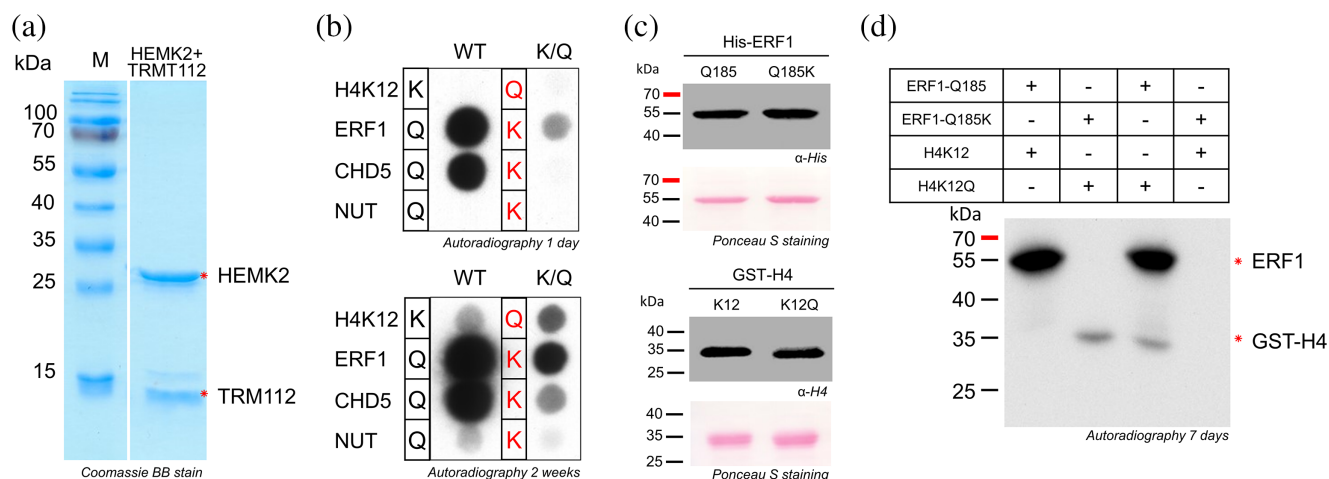 (a)
kDa
M
HEMK2+
TRMT112
100
70
55
40
35
25
15
* HEMK2
* TRM112
Coomassie BB stain
(b)
WT K/Q
H4K12 K Q
ERF1 Q K
CHD5 Q K
NUT Q K
Autoradiography 1 day
WT K/Q
H4K12 K Q
ERF1 Q K
CHD5 Q K
NUT Q K
Autoradiography 2 weeks
(c)
His-ERF1
kDa Q185 Q185K
70
55
40
α-His
70
55
40
Ponceau S staining
GST-H4
kDa K12 K12Q
40
35
25
α-H4
40
35
25
Ponceau S staining
(d)
ERF1-Q185 + - + -
ERF1-Q185K - + - +
H4K12 + - - +
H4K12Q - + + -
kDa
70
55
40
35
25
* ERF1
* GST-H4
Autoradiography 7 days